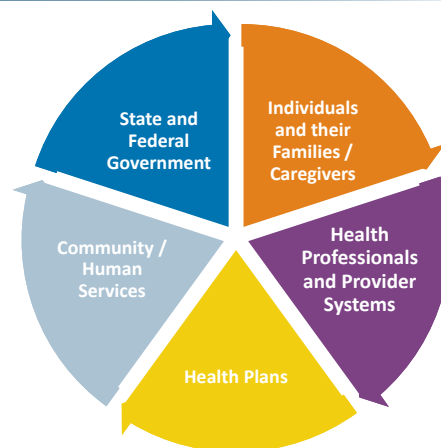 State and
Federal
Government
Individuals
and their
Families /
Caregivers
Health
Professionals
and Provider
Systems
Health Plans
Community /
Human
Services